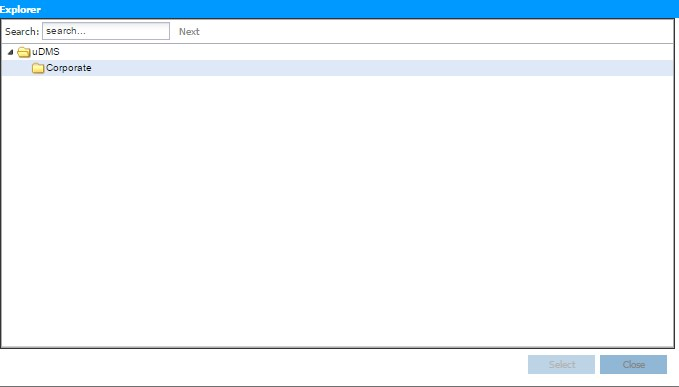 Explorer
Search: search... Next
uDMS
Corporate
Select Close